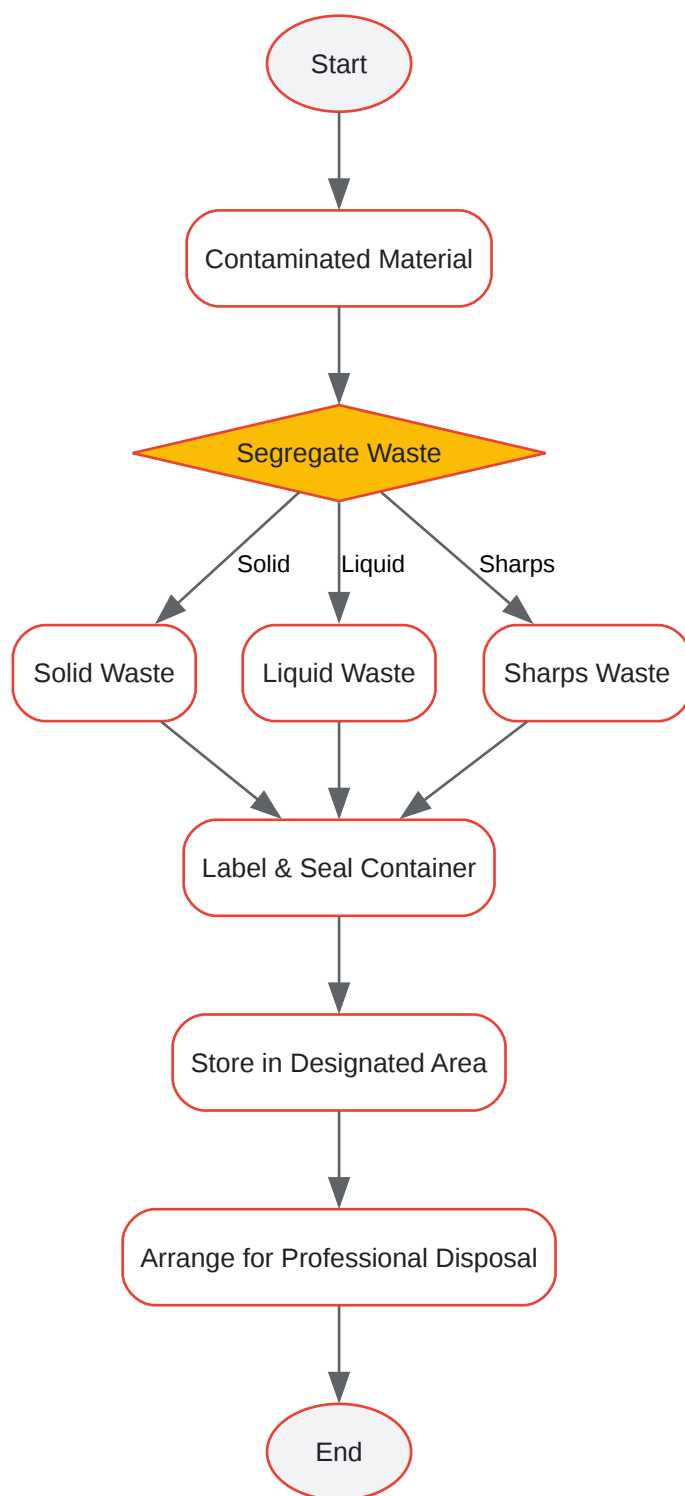 Start
Contaminated Material
Segregate Waste
Solid
Liquid
Sharps
Solid Waste
Liquid Waste
Sharps Waste
Label & Seal Container
Store in Designated Area
Arrange for Professional Disposal
End